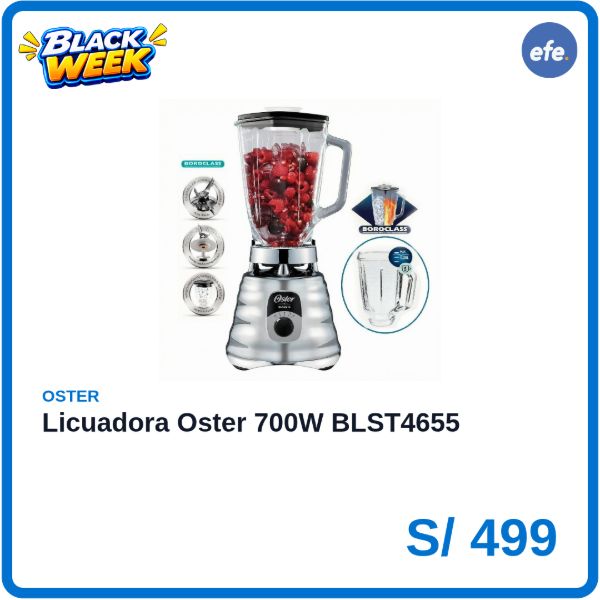 BLACK
WEEK
efe.
BOROCLASS
BOROCLASS
Oster
OSTER
Licuadora Oster 700W BLST4655
S/ 499